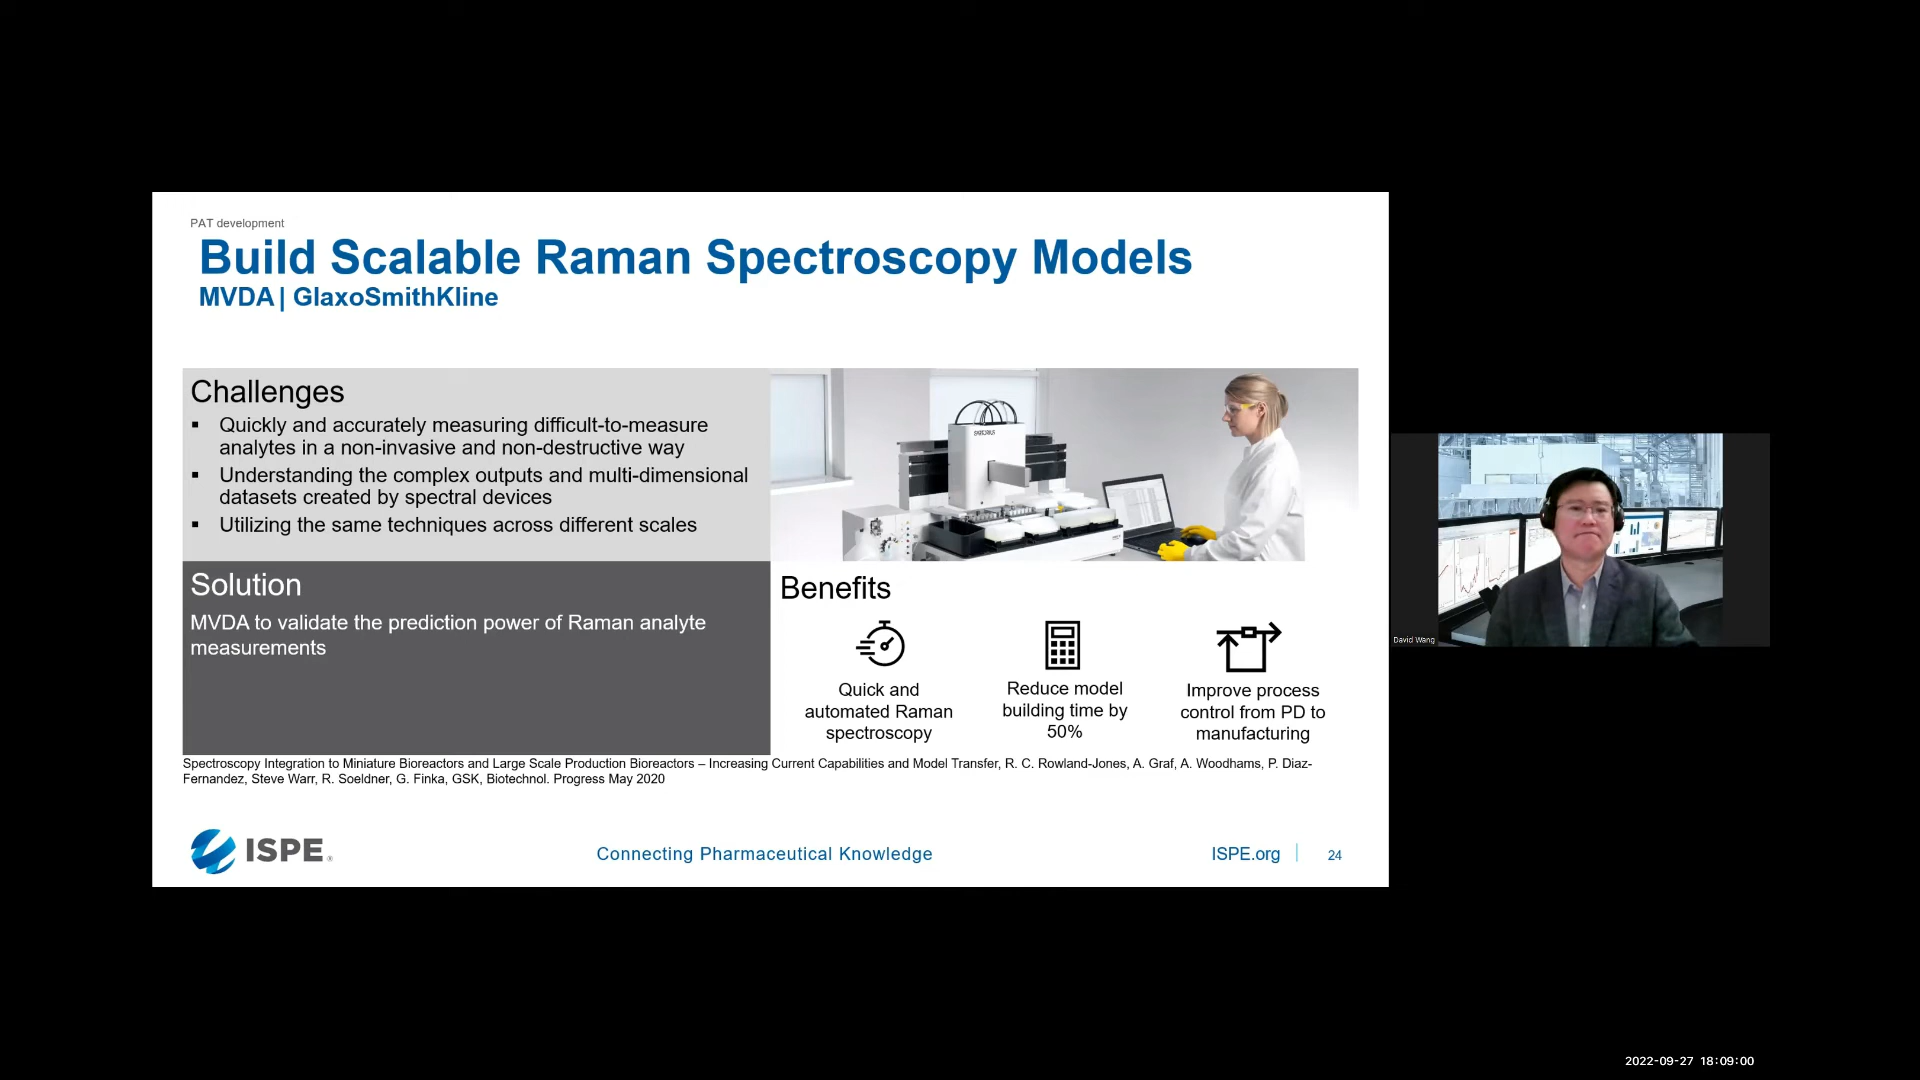 PAT development
Build Scalable Raman Spectroscopy Models
MVDA | GlaxoSmithKline
Challenges
▪ Quickly and accurately measuring difficult-to-measure
analytes in a non-invasive and non-destructive way
▪ Understanding the complex outputs and multi-dimensional
datasets created by spectral devices
▪ Utilizing the same techniques across different scales
Solution
MVDA to validate the prediction power of Raman analyte
measurements
Benefits
Quick and
automated Raman
spectroscopy
Reduce model
building time by
50%
Improve process
control from PD to
manufacturing
Spectroscopy Integration to Miniature Bioreactors and Large Scale Production Bioreactors – Increasing Current Capabilities and Model Transfer, R. C. Rowland-Jones, A. Graf, A. Woodhams, P. Diaz-
Fernandez, Steve Warr, R. Soeldner, G. Finka, GSK, Biotechnol. Progress May 2020
ISPE®
Connecting Pharmaceutical Knowledge
ISPE.org
24
David Wang
2022-09-27 18:09:00